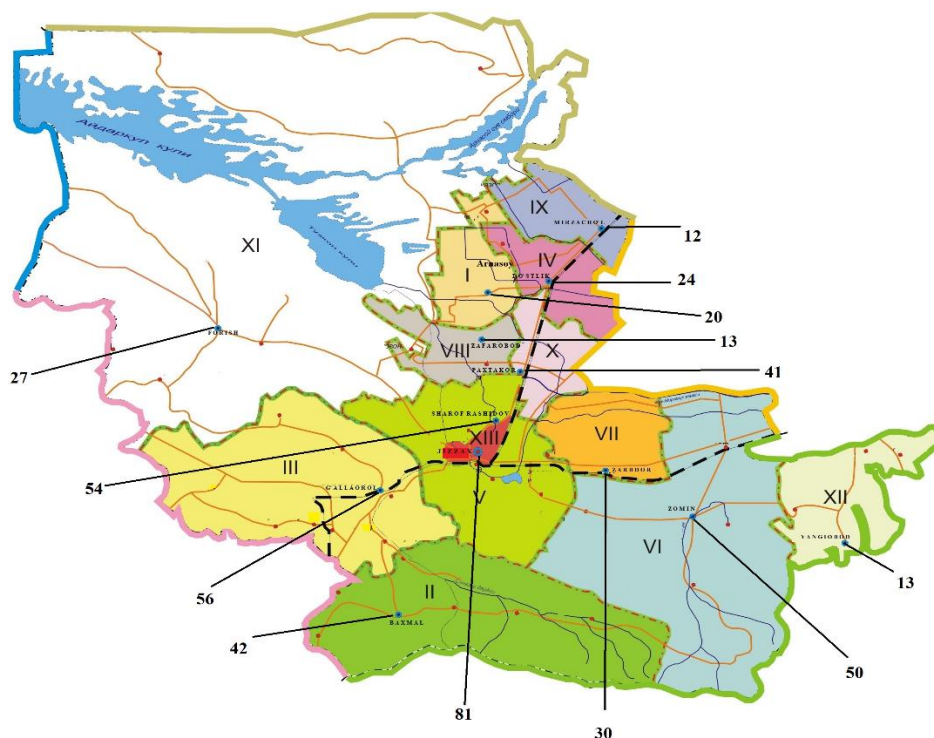 Айдаркул кули
IX
MIRZACHO'L
12
XI
IV
I
Arnasoy
DO'STLIK
24
20
FORISH
VIII
ZAFAROBOD
13
X
27
PAXTAKOR
41
SHAROF RASHIDOV
VII
XIII
III
JIZZAX
54
G'ALLAOROL
V
ZARBDOR
XII
ZOMIN
VI
YANGIOBOD
56
13
II
42
BAXMAL
50
81
30